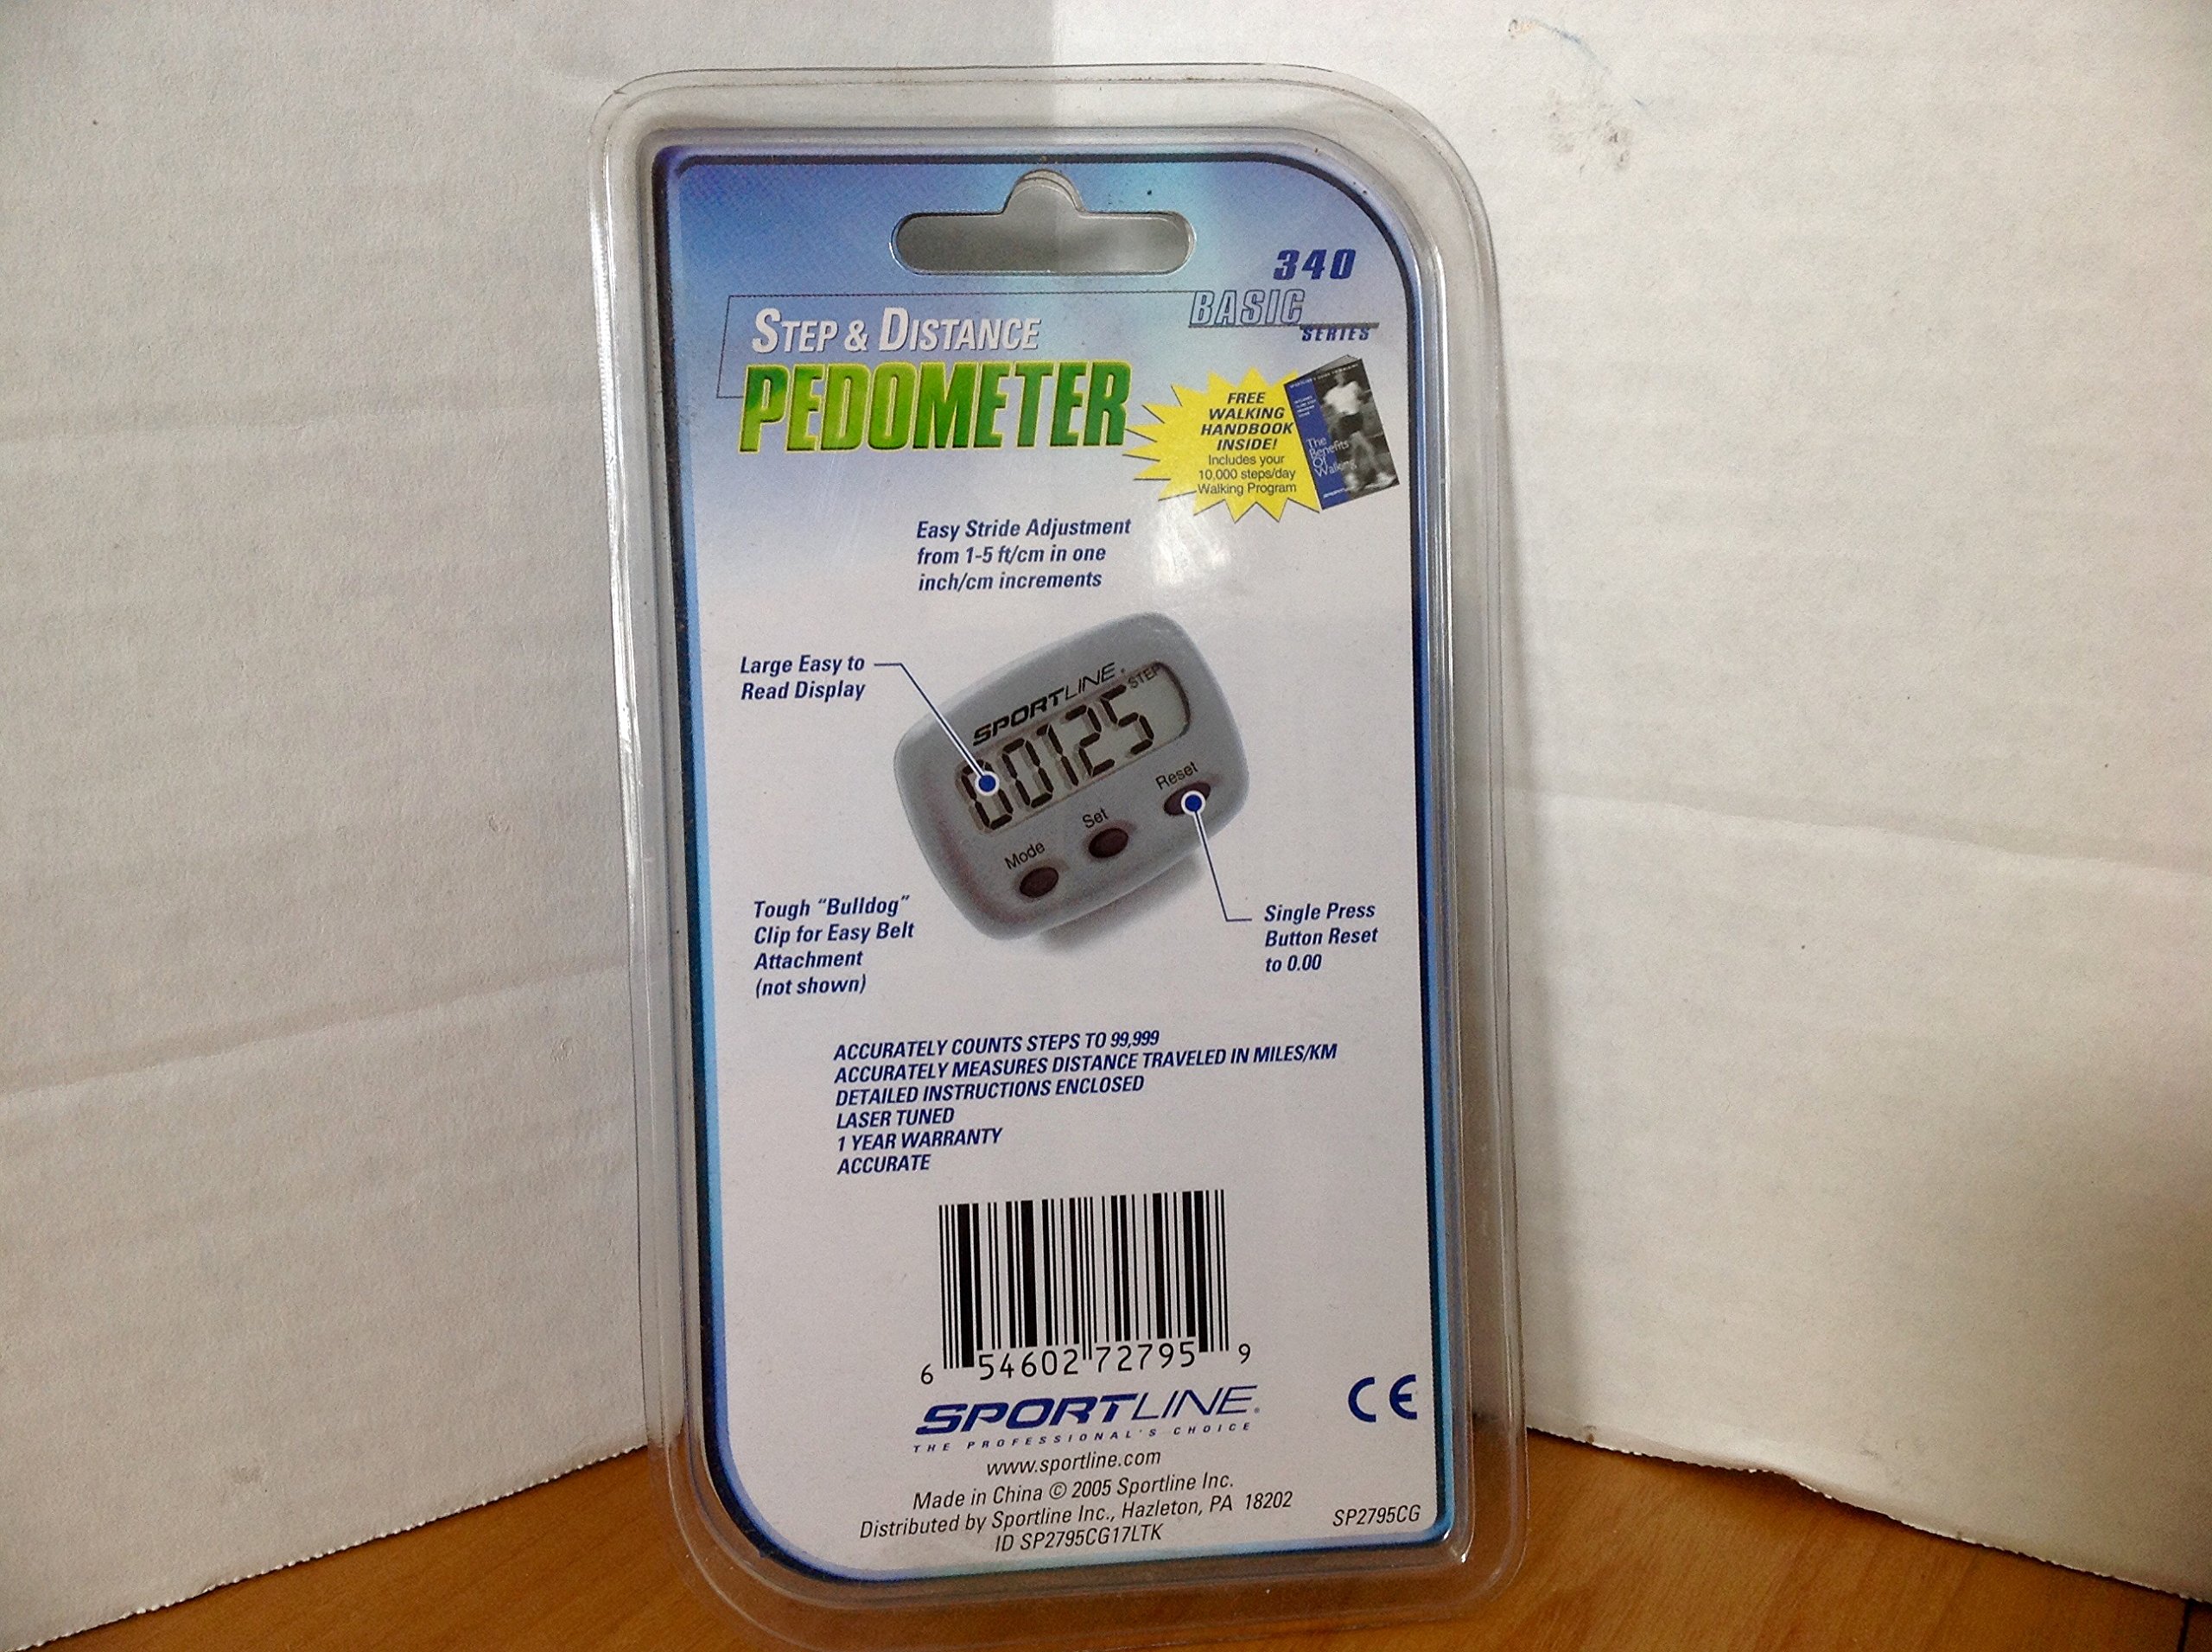 340
BASIC
SERIES
STEP & DISTANCE
PEDOMETER
FREE
WALKING
HANDBOOK
INSIDE!
Includes your
10,000 steps/day
Walking Program
The
Benefits
Of
Walking
Easy Stride Adjustment
from 1-5 ft/cm in one
inch/cm increments
Large Easy to
Read Display
SPORTLINE
STEP
00125
Mode
Set
Reset
Tough “Bulldog”
Clip for Easy Belt
Attachment
(not shown)
Single Press
Button Reset
to 0.00
ACCURATELY COUNTS STEPS TO 99,999
ACCURATELY MEASURES DISTANCE TRAVELED IN MILES/KM
DETAILED INSTRUCTIONS ENCLOSED
LASER TUNED
1 YEAR WARRANTY
ACCURATE
6 54602 72795 9
SPORTLINE®
THE PROFESSIONAL'S CHOICE
CE
www.sportline.com
Made in China © 2005 Sportline Inc.
Distributed by Sportline Inc., Hazleton, PA 18202
ID SP2795CG17LTK
SP2795CG